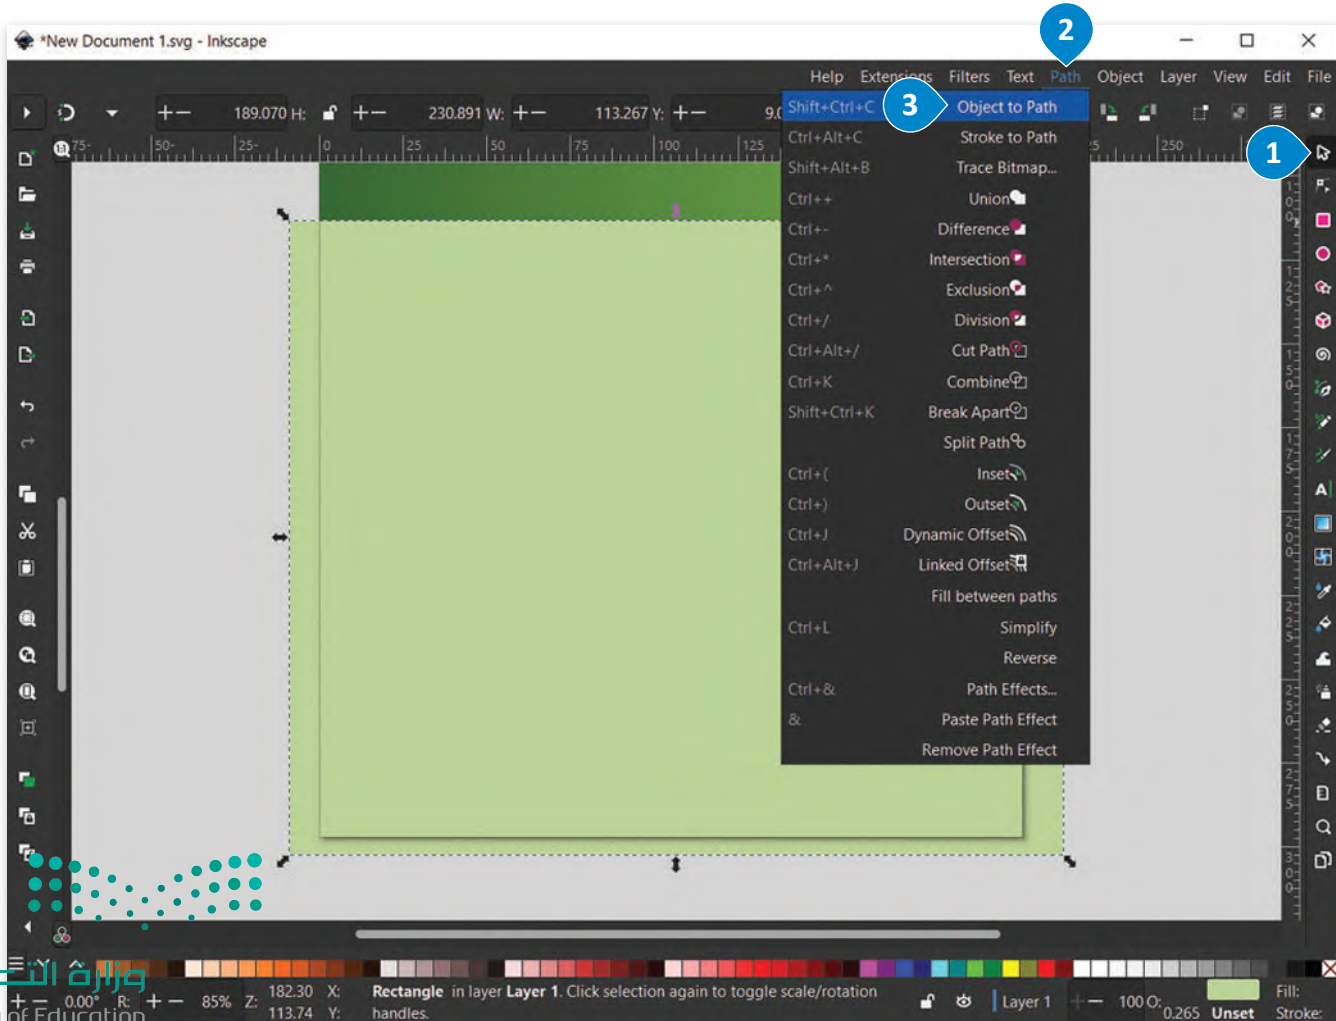 2
*New Document 1.svg - Inkscape
Help Extensions Filters Text Path Object Layer View Edit File
189.070 H: 230.891 W: 113.267 Y: 9.0
75- -50- -25- 0 25 50 75 100 125 250
1
3
Shift+Ctrl+C Object to Path
Ctrl+Alt+C Stroke to Path
Shift+Alt+B Trace Bitmap...
Ctrl++ Union
Ctrl+- Difference
Ctrl+* Intersection
Ctrl+^ Exclusion
Ctrl+/ Division
Ctrl+Alt+/ Cut Path
Ctrl+K Combine
Shift+Ctrl+K Break Apart
Split Path
Ctrl+( Inset
Ctrl+) Outset
Ctrl+J Dynamic Offset
Ctrl+Alt+J Linked Offset
Fill between paths
Ctrl+L Simplify
Reverse
Ctrl+& Path Effects...
& Paste Path Effect
Remove Path Effect
وزارة التع
of Education
0.00° R: 85% Z: 182.30 X: 113.74 Y:
Rectangle in layer Layer 1. Click selection again to toggle scale/rotation
handles.
Layer 1 100 O: 0.265 Unset Fill:
Stroke: